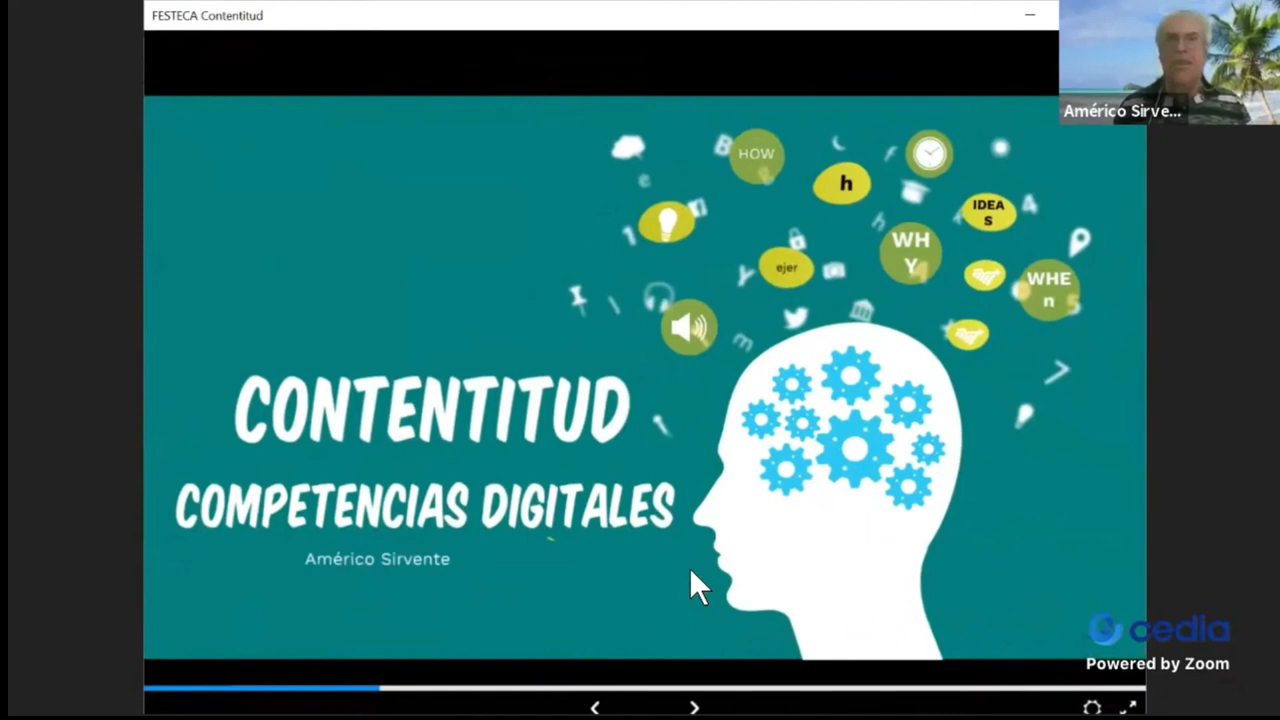 FESTECA Contentitud
Américo Sirve...
HOW
h
IDEA
S
WH
Y
ejer
WHE
n
CONTENTITUD
COMPETENCIAS DIGITALES
Américo Sirvente
cedia
Powered by Zoom